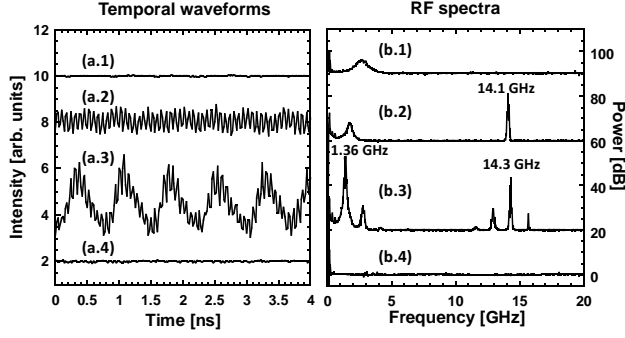 Temporal waveforms
RF spectra
12
10
8
6
4
2
(a.1)
(a.2)
(a.3)
(a.4)
Intensity [arb. units]
0 0.5 1 1.5 2 2.5 3 3.5 4
Time [ns]
(b.1)
14.1 GHz
(b.2)
1.36 GHz
14.3 GHz
(b.3)
(b.4)
100
80
60
40
20
0
Power [dB]
0 5 10 15 20
Frequency [GHz]